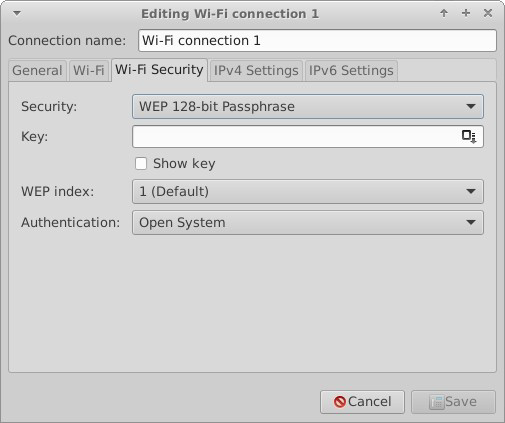 Editing Wi-Fi connection 1
Connection name: Wi-Fi connection 1
General Wi-Fi Wi-Fi Security IPv4 Settings IPv6 Settings
Security: WEP 128-bit Passphrase
Key:
Show key
WEP index: 1 (Default)
Authentication: Open System
Cancel Save